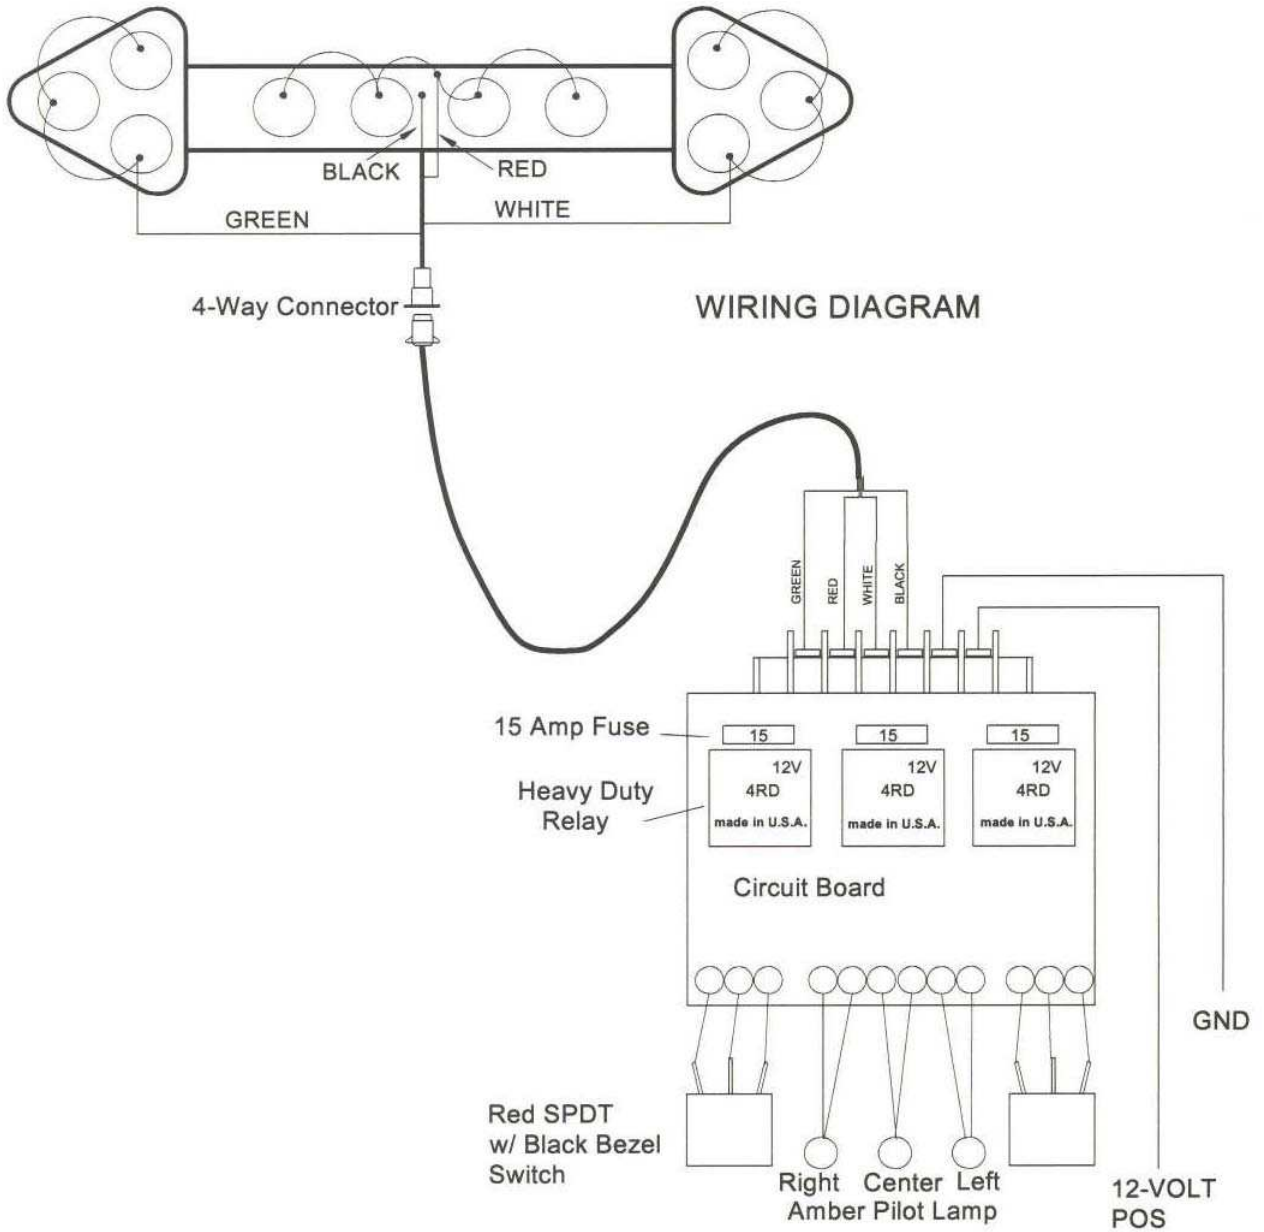 BLACK
RED
GREEN
WHITE
4-Way Connector
WIRING DIAGRAM
GREEN
RED
WHITE
BLACK
15 Amp Fuse
15
15
15
Heavy Duty
Relay
12V
4RD
made in U.S.A.
12V
4RD
made in U.S.A.
12V
4RD
made in U.S.A.
Circuit Board
GND
Red SPDT
w/ Black Bezel
Switch
Right
Center
Left
Amber Pilot Lamp
12-VOLT
POS